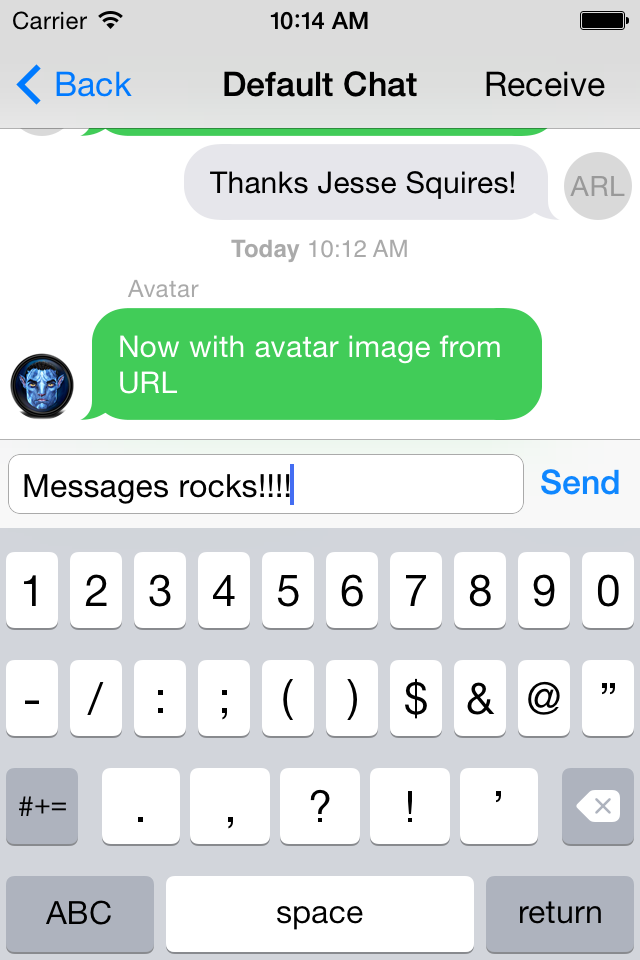 Carrier 10:14 AM
Back Default Chat Receive
Thanks Jesse Squires!
ARL
Today 10:12 AM
Avatar
Now with avatar image from
URL
Messages rocks!!!! Send
1 2 3 4 5 6 7 8 9 0
- / : ; ( ) $ & @ ”
#+= . , ? ! ’
ABC space return